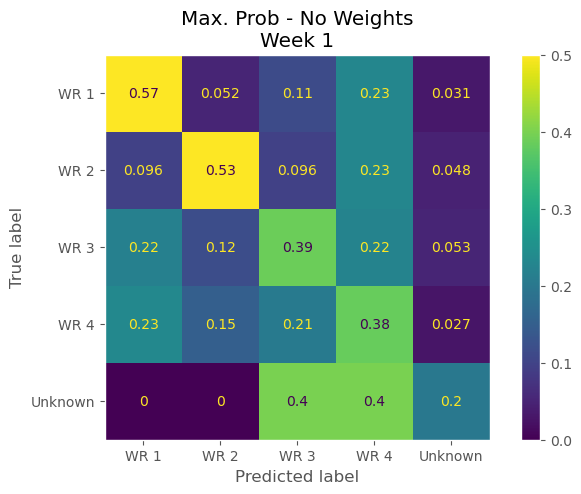 Max. Prob - No Weights
Week 1
WR 1 0.57 0.052 0.11 0.23 0.031
WR 2 0.096 0.53 0.096 0.23 0.048
WR 3 0.22 0.12 0.39 0.22 0.053
WR 4 0.23 0.15 0.21 0.38 0.027
Unknown 0 0 0.4 0.4 0.2
WR 1 WR 2 WR 3 WR 4 Unknown
Predicted label
True label
0.5
0.4
0.3
0.2
0.1
0.0